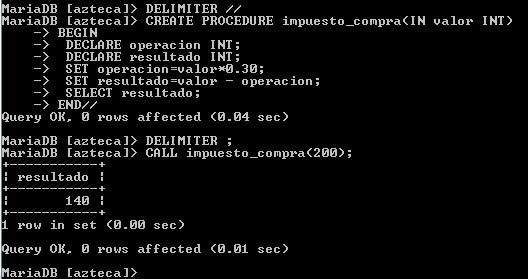 MariaDB [azteca]> DELIMITER //
MariaDB [azteca]> CREATE PROCEDURE impuesto_compra(IN valor INT)
    -> BEGIN
    ->  DECLARE operacion INT;
    ->  DECLARE resultado INT;
    ->  SET operacion=valor*0.30;
    ->  SET resultado=valor - operacion;
    ->  SELECT resultado;
    -> END//
Query OK, 0 rows affected (0.04 sec)

MariaDB [azteca]> DELIMITER ;
MariaDB [azteca]> CALL impuesto_compra(200);
+-----------+
¦ resultado ¦
+-----------+
¦       140 ¦
+-----------+
1 row in set (0.00 sec)

Query OK, 0 rows affected (0.01 sec)

MariaDB [azteca]>